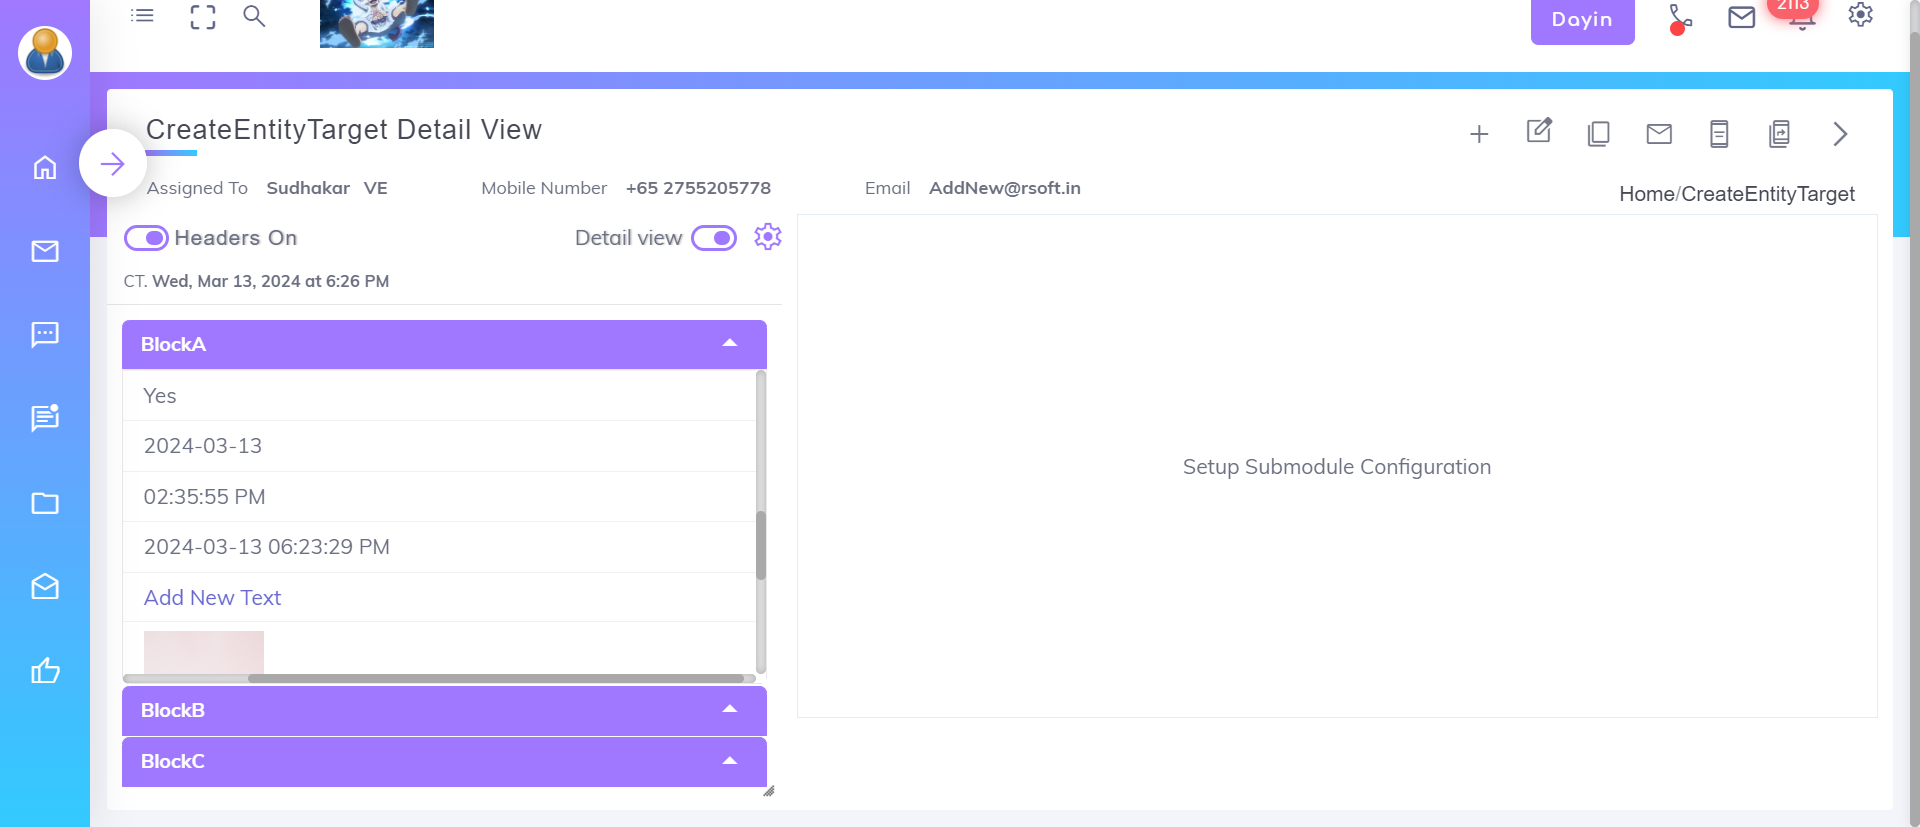 Dayin
2113
CreateEntityTarget Detail View
Assigned To Sudhakar VE Mobile Number +65 2755205778 Email AddNew@rsoft.in
Home/CreateEntityTarget
Headers On Detail view
CT. Wed, Mar 13, 2024 at 6:26 PM
BlockA
Yes
2024-03-13
02:35:55 PM
2024-03-13 06:23:29 PM
Add New Text
BlockB
BlockC
Setup Submodule Configuration